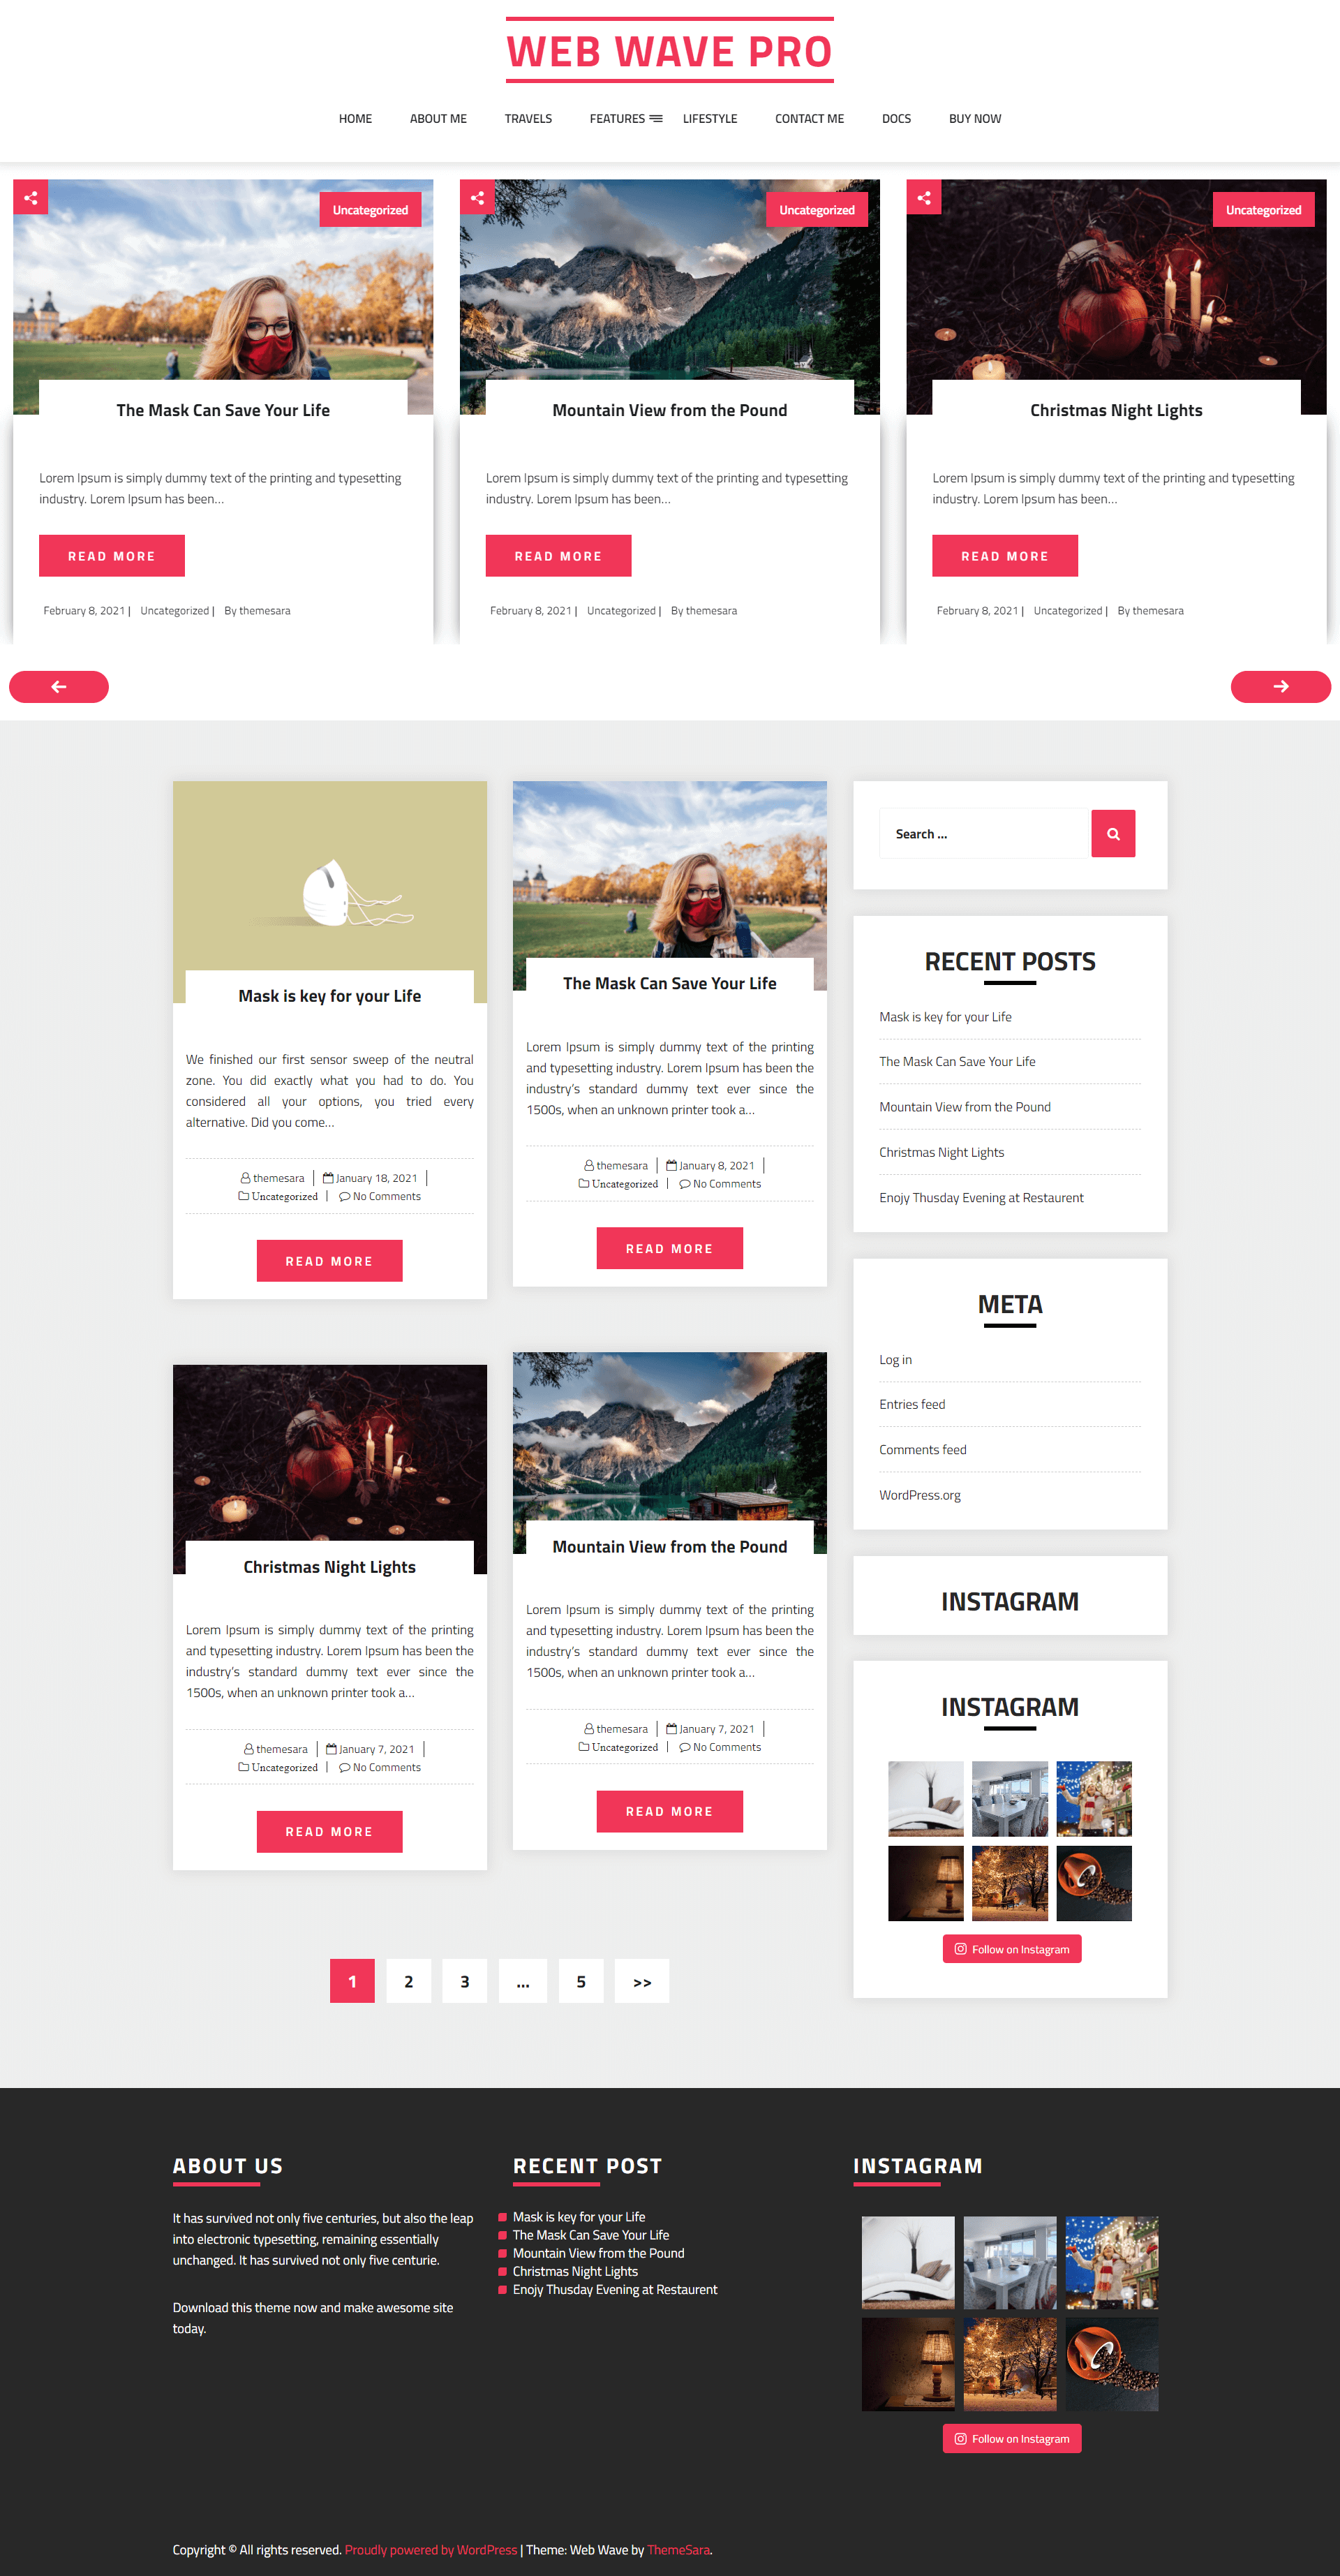 WEB WAVE PRO
HOME ABOUT ME TRAVELS FEATURES LIFESTYLE CONTACT ME DOCS BUY NOW
Uncategorized
The Mask Can Save Your Life
Lorem Ipsum is simply dummy text of the printing and typesetting
industry. Lorem Ipsum has been...
READ MORE
February 8, 2021 | Uncategorized | By themesara
Uncategorized
Mountain View from the Pound
Lorem Ipsum is simply dummy text of the printing and typesetting
industry. Lorem Ipsum has been...
READ MORE
February 8, 2021 | Uncategorized | By themesara
Uncategorized
Christmas Night Lights
Lorem Ipsum is simply dummy text of the printing and typesetting
industry. Lorem Ipsum has been...
READ MORE
February 8, 2021 | Uncategorized | By themesara
Mask is key for your Life
We finished our first sensor sweep of the neutral
zone. You did exactly what you had to do. You
considered all your options, you tried every
alternative. Did you come...
themesara | January 18, 2021 |
Uncategorized | No Comments
READ MORE
The Mask Can Save Your Life
Lorem Ipsum is simply dummy text of the printing
and typesetting industry. Lorem Ipsum has been the
industry's standard dummy text ever since the
1500s, when an unknown printer took a...
themesara | January 8, 2021 |
Uncategorized | No Comments
READ MORE
Christmas Night Lights
Lorem Ipsum is simply dummy text of the printing
and typesetting industry. Lorem Ipsum has been the
industry's standard dummy text ever since the
1500s, when an unknown printer took a...
themesara | January 7, 2021 |
Uncategorized | No Comments
READ MORE
Mountain View from the Pound
Lorem Ipsum is simply dummy text of the printing
and typesetting industry. Lorem Ipsum has been the
industry's standard dummy text ever since the
1500s, when an unknown printer took a...
themesara | January 7, 2021 |
Uncategorized | No Comments
READ MORE
1 2 3 ... 5 >>
Search ...
RECENT POSTS
Mask is key for your Life
The Mask Can Save Your Life
Mountain View from the Pound
Christmas Night Lights
Enojy Thusday Evening at Restaurent
META
Log in
Entries feed
Comments feed
WordPress.org
INSTAGRAM
INSTAGRAM
Follow on Instagram
ABOUT US
It has survived not only five centuries, but also the leap
into electronic typesetting, remaining essentially
unchanged. It has survived not only five centurie.
Download this theme now and make awesome site
today.
RECENT POST
Mask is key for your Life
The Mask Can Save Your Life
Mountain View from the Pound
Christmas Night Lights
Enojy Thusday Evening at Restaurent
INSTAGRAM
Follow on Instagram
Copyright © All rights reserved. Proudly powered by WordPress | Theme: Web Wave by ThemeSara.